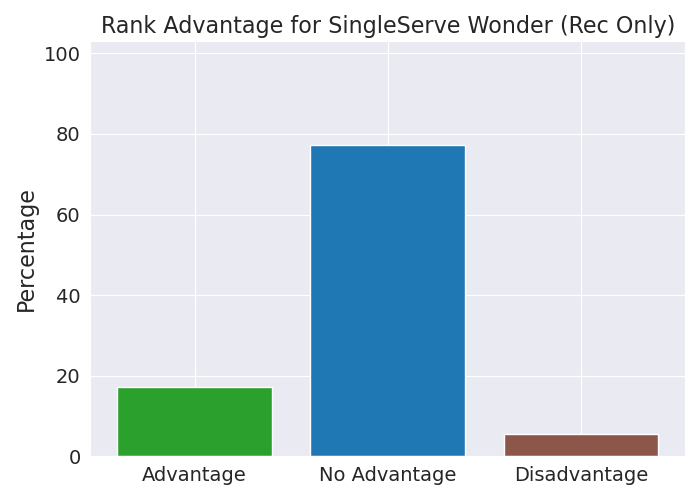 Rank Advantage for SingleServe Wonder (Rec Only)
100
80
60
40
20
0
Percentage
Advantage
No Advantage
Disadvantage